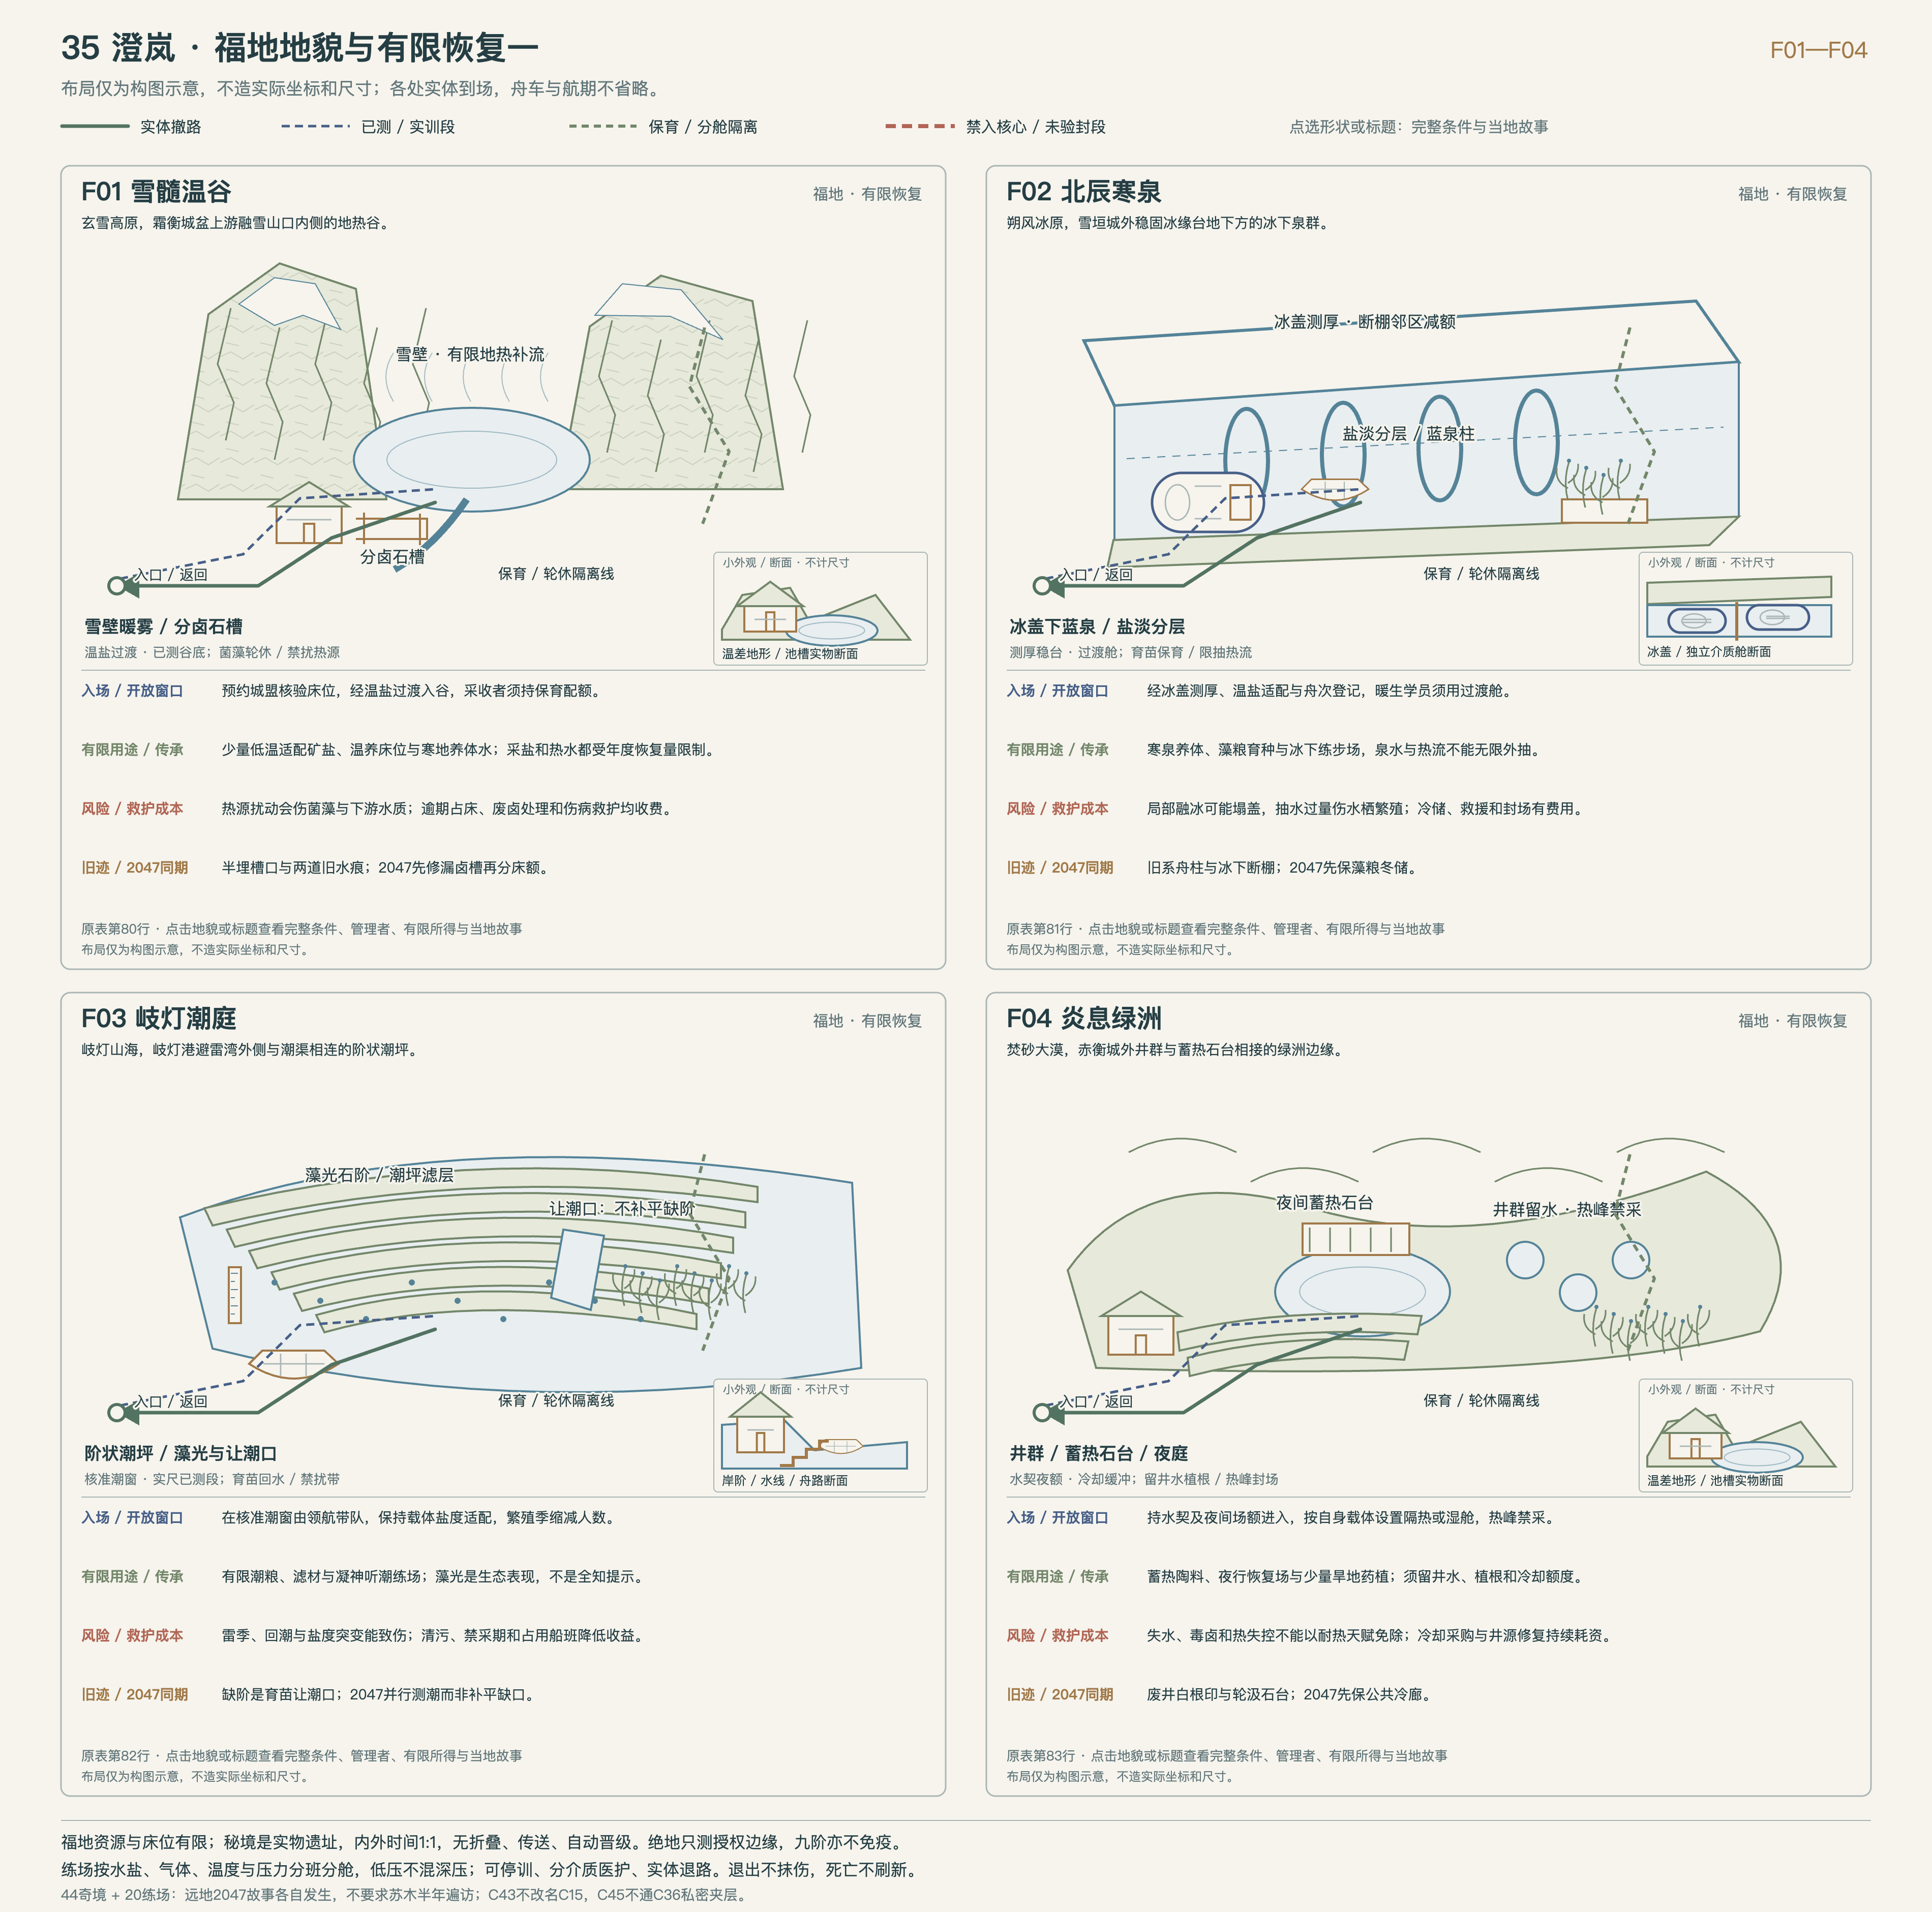 35 澄岚 · 福地地貌与有限恢复一
F01—F04
布局仅为构图示意，不造实际坐标和尺寸；各处实体到场，舟车与航期不省略。
实体撤路
已测 / 实训段
保育 / 分舱隔离
禁入核心 / 未验封段
点选形状或标题：完整条件与当地故事
F01 雪髓温谷
福地 · 有限恢复
玄雪高原，霜衡城盆上游融雪山口内侧的地热谷。
雪壁 · 有限地热补流
分卤石槽
入口 / 返回
保育 / 轮休隔离线
小外观 / 断面 · 不计尺寸
温差地形 / 池槽实物断面
雪壁暖雾 / 分卤石槽
温盐过渡 · 已测谷底；菌藻轮休 / 禁扰热源
入场 / 开放窗口
预约城盟核验床位，经温盐过渡入谷，采收者须持保育配额。
有限用途 / 传承
少量低温适配矿盐、温养床位与寒地养体水；采盐和热水都受年度恢复量限制。
风险 / 救护成本
热源扰动会伤菌藻与下游水质；逾期占床、废卤处理和伤病救护均收费。
旧迹 / 2047同期
半埋槽口与两道旧水痕；2047先修漏卤槽再分床额。
原表第80行 · 点击地貌或标题查看完整条件、管理者、有限所得与当地故事
布局仅为构图示意，不造实际坐标和尺寸。
F02 北辰寒泉
福地 · 有限恢复
朔风冰原，雪垣城外稳固冰缘台地下方的冰下泉群。
冰盖测厚 · 断棚邻区减额
盐淡分层 / 蓝泉柱
入口 / 返回
保育 / 轮休隔离线
小外观 / 断面 · 不计尺寸
冰盖 / 独立介质舱断面
冰盖下蓝泉 / 盐淡分层
测厚稳台 · 过渡舱；育苗保育 / 限抽热流
入场 / 开放窗口
经冰盖测厚、温盐适配与舟次登记，暖生学员须用过渡舱。
有限用途 / 传承
寒泉养体、藻粮育种与冰下练步场，泉水与热流不能无限外抽。
风险 / 救护成本
局部融冰可能塌盖，抽水过量伤水栖繁殖；冷储、救援和封场有费用。
旧迹 / 2047同期
旧系舟柱与冰下断棚；2047先保藻粮冬储。
原表第81行 · 点击地貌或标题查看完整条件、管理者、有限所得与当地故事
布局仅为构图示意，不造实际坐标和尺寸。
F03 岐灯潮庭
福地 · 有限恢复
岐灯山海，岐灯港避雷湾外侧与潮渠相连的阶状潮坪。
藻光石阶 / 潮坪滤层
让潮口：不补平缺阶
入口 / 返回
保育 / 轮休隔离线
小外观 / 断面 · 不计尺寸
岸阶 / 水线 / 舟路断面
阶状潮坪 / 藻光与让潮口
核准潮窗 · 实尺已测段；育苗回水 / 禁扰带
入场 / 开放窗口
在核准潮窗由领航带队，保持载体盐度适配，繁殖季缩减人数。
有限用途 / 传承
有限潮粮、滤材与凝神听潮练场；藻光是生态表现，不是全知提示。
风险 / 救护成本
雷季、回潮与盐度突变能致伤；清污、禁采期和占用船班降低收益。
旧迹 / 2047同期
缺阶是育苗让潮口；2047并行测潮而非补平缺口。
原表第82行 · 点击地貌或标题查看完整条件、管理者、有限所得与当地故事
布局仅为构图示意，不造实际坐标和尺寸。
F04 炎息绿洲
福地 · 有限恢复
焚砂大漠，赤衡城外井群与蓄热石台相接的绿洲边缘。
夜间蓄热石台
井群留水 · 热峰禁采
入口 / 返回
保育 / 轮休隔离线
小外观 / 断面 · 不计尺寸
温差地形 / 池槽实物断面
井群 / 蓄热石台 / 夜庭
水契夜额 · 冷却缓冲；留井水植根 / 热峰封场
入场 / 开放窗口
持水契及夜间场额进入，按自身载体设置隔热或湿舱，热峰禁采。
有限用途 / 传承
蓄热陶料、夜行恢复场与少量旱地药植；须留井水、植根和冷却额度。
风险 / 救护成本
失水、毒卤和热失控不能以耐热天赋免除；冷却采购与井源修复持续耗资。
旧迹 / 2047同期
废井白根印与轮汲石台；2047先保公共冷廊。
原表第83行 · 点击地貌或标题查看完整条件、管理者、有限所得与当地故事
布局仅为构图示意，不造实际坐标和尺寸。
福地资源与床位有限；秘境是实物遗址，内外时间1:1，无折叠、传送、自动晋级。绝地只测授权边缘，九阶亦不免疫。
练场按水盐、气体、温度与压力分班分舱，低压不混深压；可停训、分介质医护、实体退路。退出不抹伤，死亡不刷新。
44奇境 + 20练场：远地2047故事各自发生，不要求苏木半年遍访；C43不改名C15，C45不通C36私密夹层。